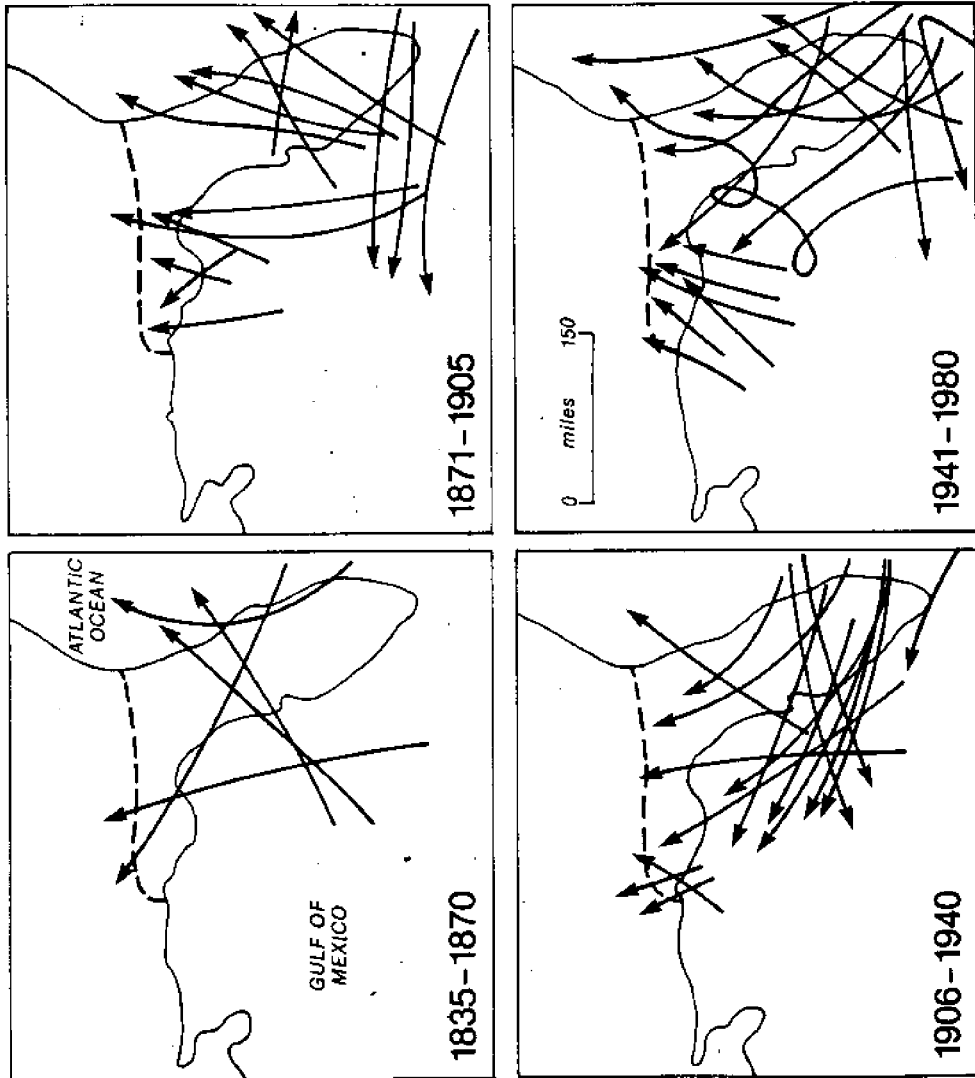 ATLANTIC
OCEAN
GULF OF
MEXICO
1835–1870
1871–1905
1906–1940
0 miles 150
1941–1980